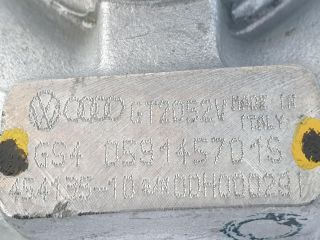 GT2052V MADE IN
ITALY
GS4 059145701S
454135-10 S/N DDH000291